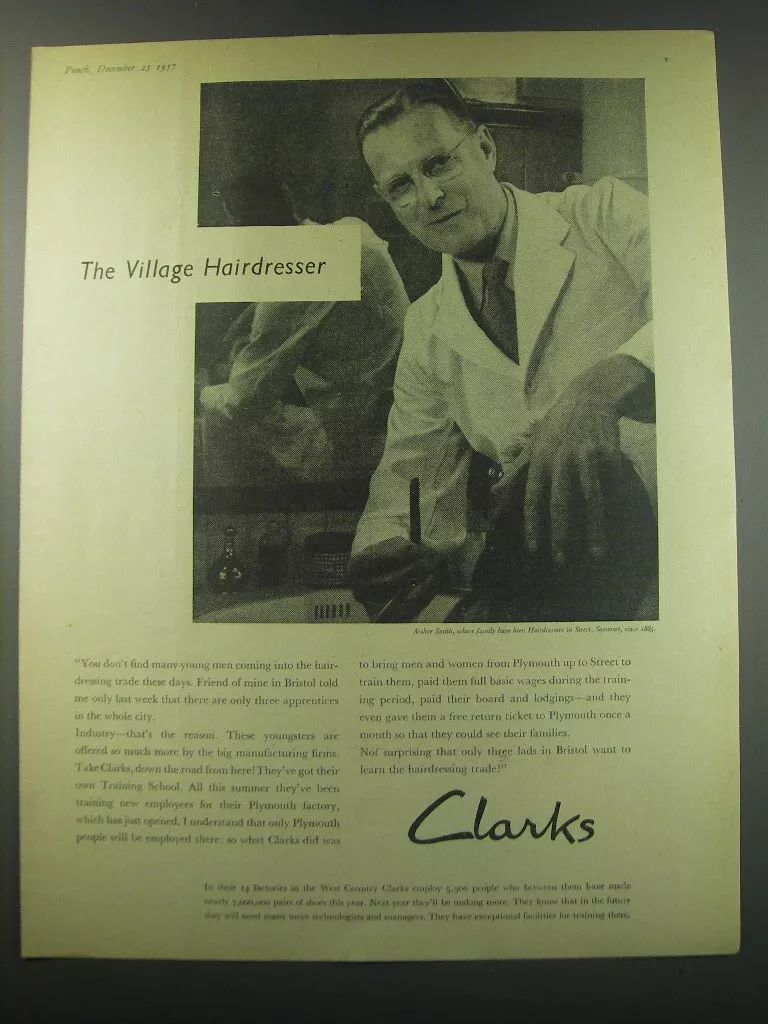 Punch, December 23 1957
v
The Village Hairdresser
Arthur Smith, whose family have been Hairdressers in Street, Somerset, since 1885.
"You don't find many young men coming into the hair-
dressing trade these days. Friend of mine in Bristol told
me only last week that there are only three apprentices
in the whole city.
Industry—that's the reason. These youngsters are
offered so much more by the big manufacturing firms.
Take Clarks, down the road from here! They've got their
own Training School. All this summer they've been
training new employees for their Plymouth factory,
which has just opened. I understand that only Plymouth
people will be employed there: so what Clarks did was
to bring men and women from Plymouth up to Street to
train them, paid them full basic wages during the train-
ing period, paid their board and lodgings—and they
even gave them a free return ticket to Plymouth once a
month so that they could see their families.
Not surprising that only three lads in Bristol want to
learn the hairdressing trade!"
Clarks
In their 14 factories in the West Country Clarks employ 5,500 people who between them have made
nearly 7,000,000 pairs of shoes this year. Next year they'll be making more. They know that in the future
they will need many more technologists and managers. They have exceptional facilities for training them.